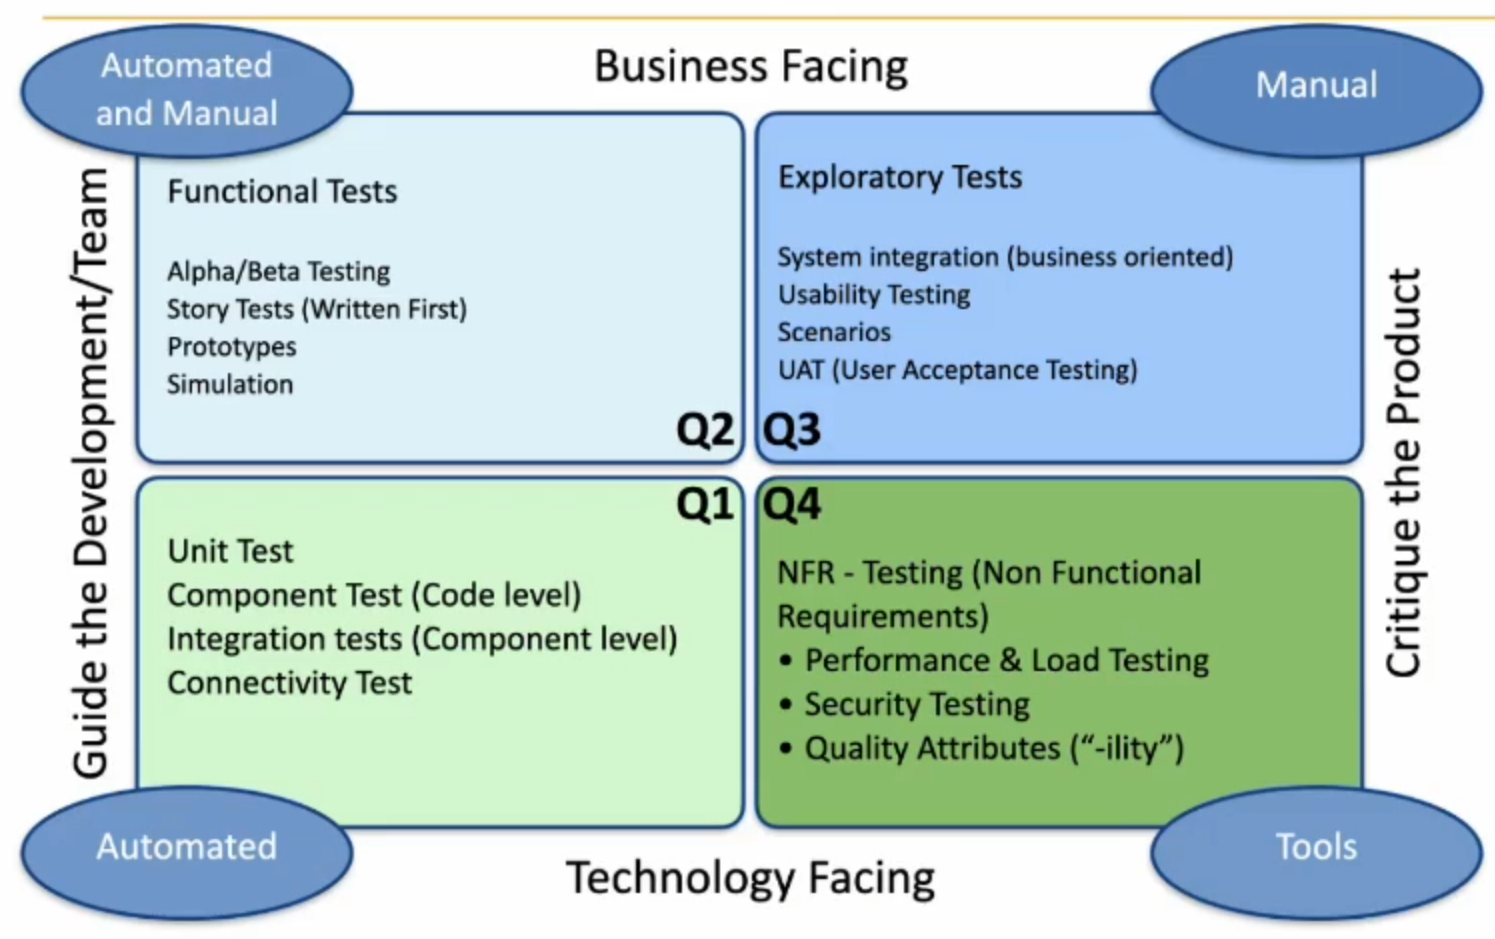 Automated
and Manual
Business Facing
Manual
Guide the Development/Team
Functional Tests
Alpha/Beta Testing
Story Tests (Written First)
Prototypes
Simulation
Q2
Exploratory Tests
System integration (business oriented)
Usability Testing
Scenarios
UAT (User Acceptance Testing)
Q3
Critique the Product
Q1
Unit Test
Component Test (Code level)
Integration tests (Component level)
Connectivity Test
Q4
NFR - Testing (Non Functional
Requirements)
• Performance & Load Testing
• Security Testing
• Quality Attributes (“-ility”)
Automated
Technology Facing
Tools